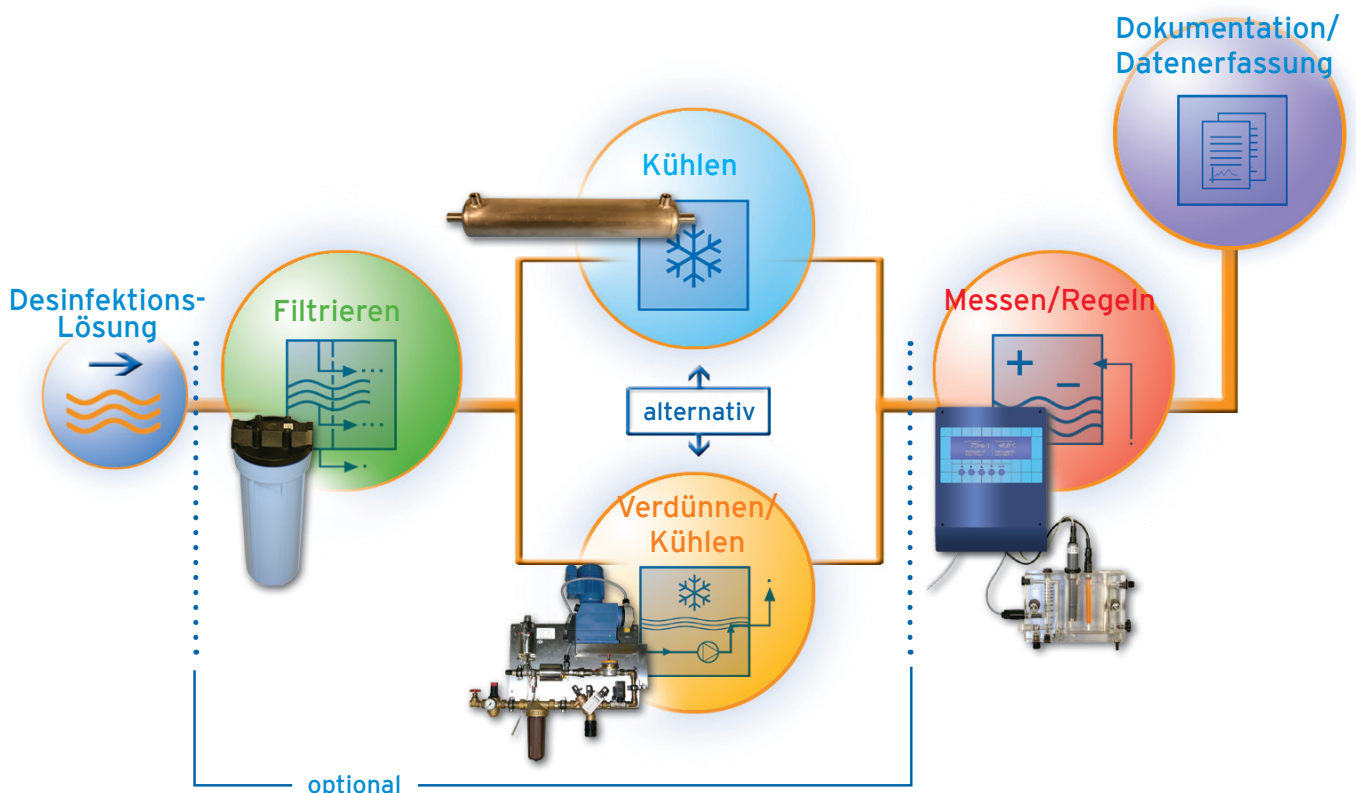 Dokumentation/
Datenerfassung
Kühlen
Desinfektions-
Lösung
Filtrieren
Messen/Regeln
alternativ
Verdünnen/
Kühlen
optional